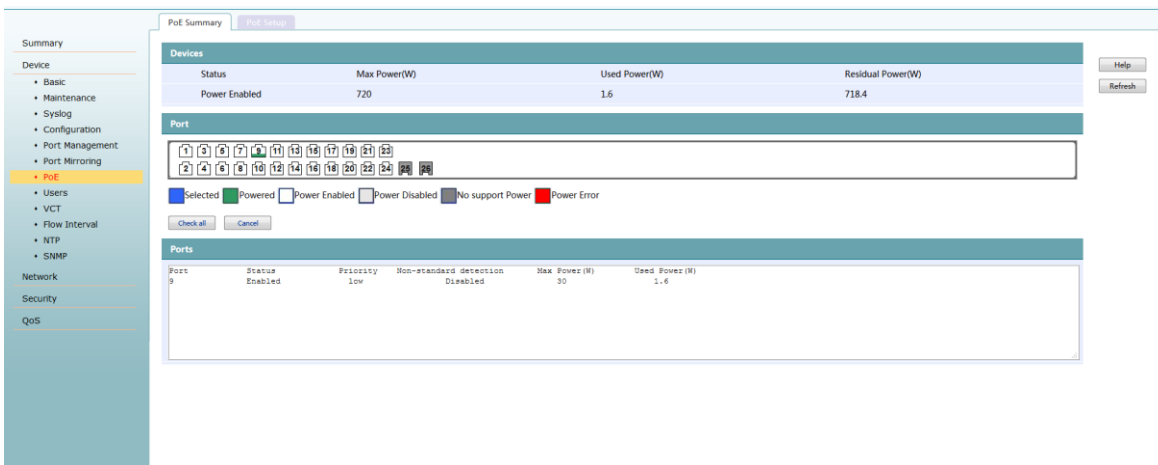 PoE Summary PoE Setup
Summary
Device
• Basic
• Maintenance
• Syslog
• Configuration
• Port Management
• Port Mirroring
• PoE
• Users
• VCT
• Flow Interval
• NTP
• SNMP
Network
Security
QoS
Devices
Status Max Power(W) Used Power(W) Residual Power(W)
Power Enabled 720 1.6 718.4
Help
Refresh
Port
1 3 5 7 9 11 13 15 17 19 21 23
2 4 6 8 10 12 14 16 18 20 22 24 25 26
Selected Powered Power Enabled Power Disabled No support Power Power Error
Check all Cancel
Ports
Port Status Priority Non-standard detection Max Power(W) Used Power(W)
9 Enabled low Disabled 30 1.6